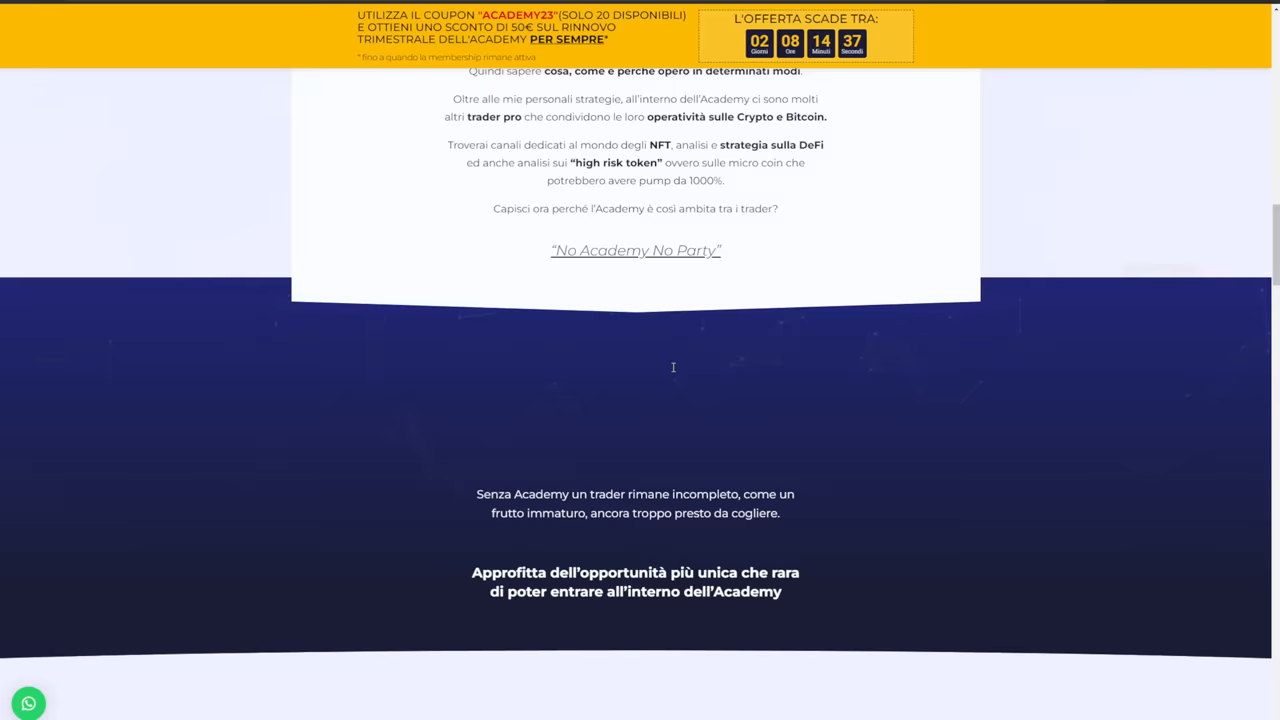 UTILIZZA IL COUPON "ACADEMY23"(SOLO 20 DISPONIBILI)
E OTTIENI UNO SCONTO DI 50€ SUL RINNOVO
TRIMESTRALE DELL'ACADEMY PER SEMPRE*
* fino a quando la membership rimane attiva
L'OFFERTA SCADE TRA:
02 08 14 37
Giorni Ore Minuti Secondi
Quindi sapere cosa, come e perché opero in determinati modi.
Oltre alle mie personali strategie, all'interno dell'Academy ci sono molti
altri trader pro che condividono le loro operatività sulle Crypto e Bitcoin.
Troverai canali dedicati al mondo degli NFT, analisi e strategia sulla DeFi
ed anche analisi sui “high risk token” ovvero sulle micro coin che
potrebbero avere pump da 1000%.
Capisci ora perché l'Academy è così ambita tra i trader?
“No Academy No Party”
Senza Academy un trader rimane incompleto, come un
frutto immaturo, ancora troppo presto da cogliere.
Approfitta dell'opportunità più unica che rara
di poter entrare all'interno dell'Academy